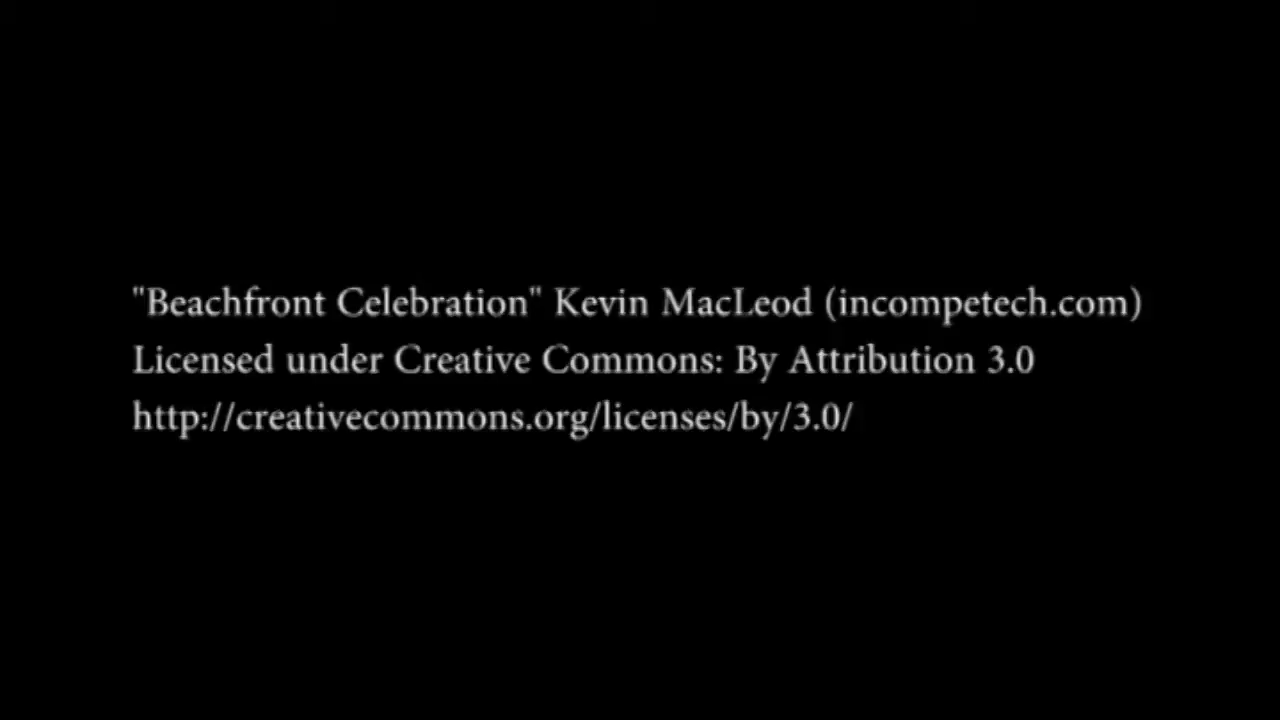 "Beachfront Celebration" Kevin MacLeod (incompetech.com)
Licensed under Creative Commons: By Attribution 3.0
http://creativecommons.org/licenses/by/3.0/